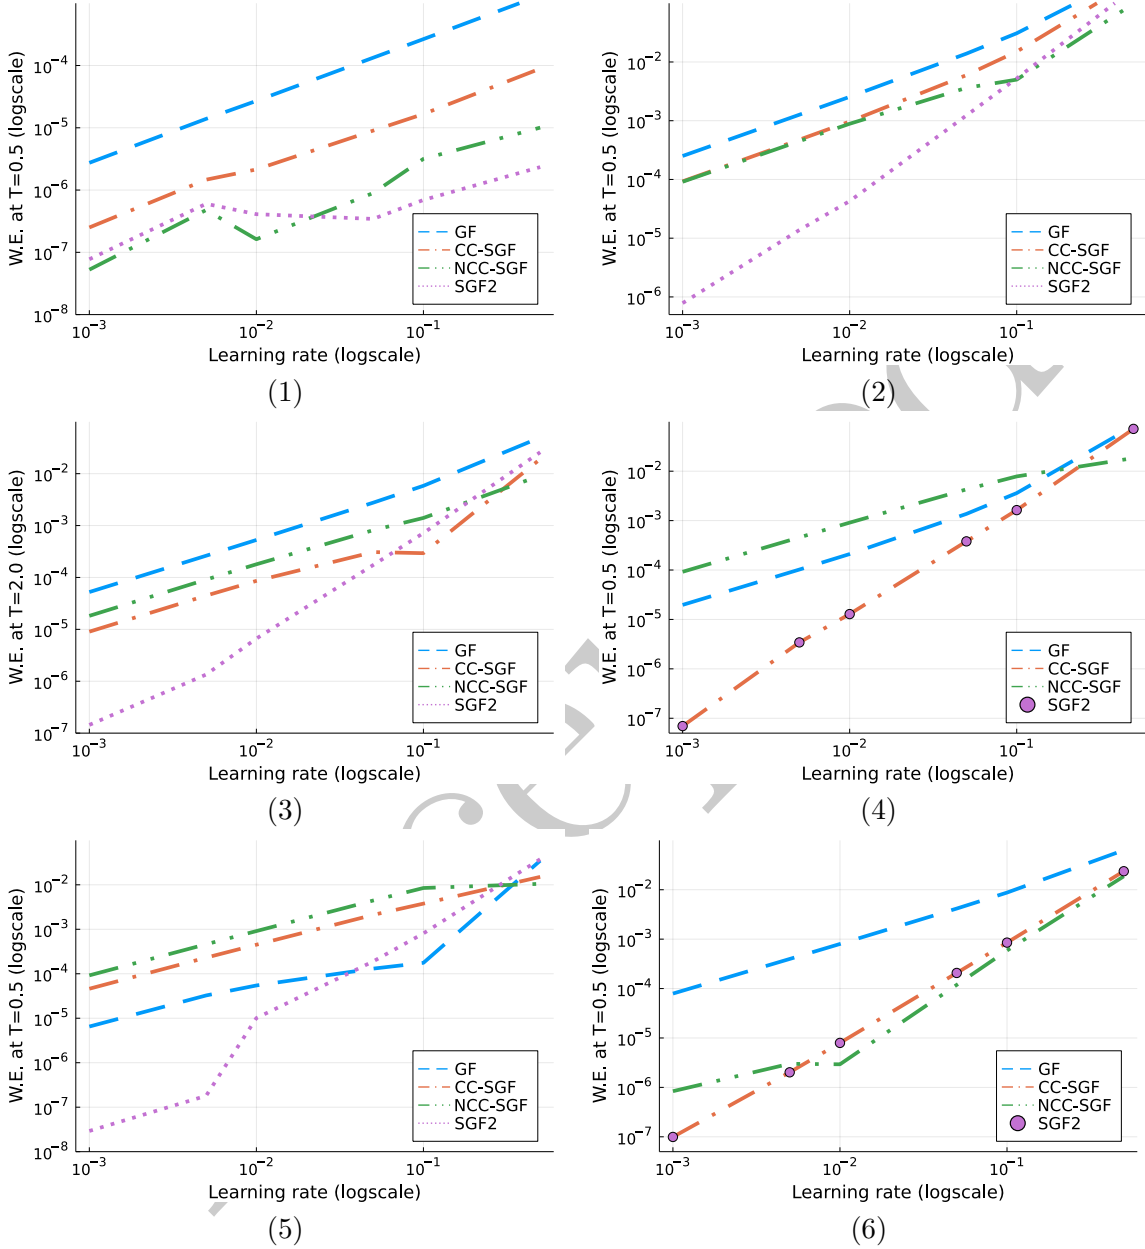 W.E. at T=0.5 (logscale)
10⁻⁴
10⁻⁵
10⁻⁶
10⁻⁷
10⁻⁸
GF
CC-SGF
NCC-SGF
SGF2
10⁻³ 10⁻² 10⁻¹
Learning rate (logscale)
(1)
W.E. at T=0.5 (logscale)
10⁻²
10⁻³
10⁻⁴
10⁻⁵
10⁻⁶
GF
CC-SGF
NCC-SGF
SGF2
10⁻³ 10⁻² 10⁻¹
Learning rate (logscale)
(2)
W.E. at T=2.0 (logscale)
10⁻²
10⁻³
10⁻⁴
10⁻⁵
10⁻⁶
10⁻⁷
GF
CC-SGF
NCC-SGF
SGF2
10⁻³ 10⁻² 10⁻¹
Learning rate (logscale)
(3)
W.E. at T=0.5 (logscale)
10⁻²
10⁻³
10⁻⁴
10⁻⁵
10⁻⁶
10⁻⁷
GF
CC-SGF
NCC-SGF
SGF2
10⁻³ 10⁻² 10⁻¹
Learning rate (logscale)
(4)
W.E. at T=0.5 (logscale)
10⁻²
10⁻³
10⁻⁴
10⁻⁵
10⁻⁶
10⁻⁷
10⁻⁸
GF
CC-SGF
NCC-SGF
SGF2
10⁻³ 10⁻² 10⁻¹
Learning rate (logscale)
(5)
W.E. at T=0.5 (logscale)
10⁻²
10⁻³
10⁻⁴
10⁻⁵
10⁻⁶
10⁻⁷
GF
CC-SGF
NCC-SGF
SGF2
10⁻³ 10⁻² 10⁻¹
Learning rate (logscale)
(6)